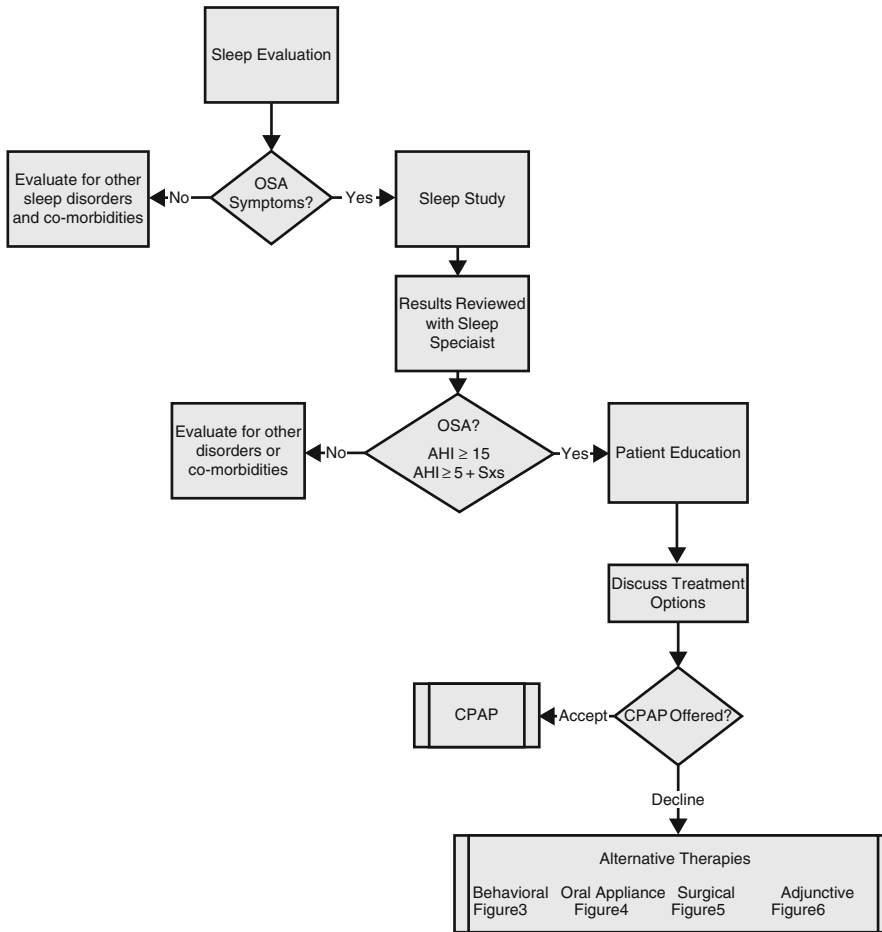 Sleep Evaluation
Evaluate for other
sleep disorders
and co-morbidities
No
OSA
Symptoms?
Yes
Sleep Study
Results Reviewed
with Sleep
Speciaist
Evaluate for other
disorders or
co-morbidities
No
OSA?
AHI ≥ 15
AHI ≥ 5 + Sxs
Yes
Patient Education
Discuss Treatment
Options
CPAP
Accept
CPAP Offered?
Decline
Alternative Therapies
Behavioral Oral Appliance Surgical Adjunctive
Figure3 Figure4 Figure5 Figure6